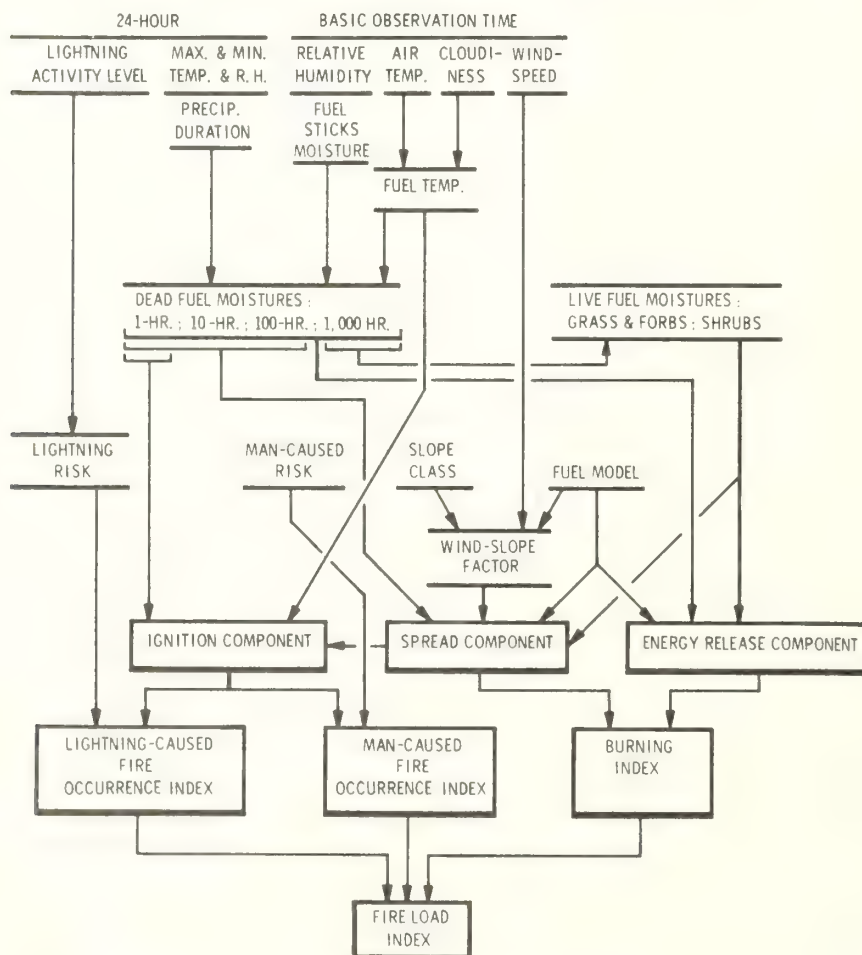 24-HOUR
BASIC OBSERVATION TIME
LIGHTNING
ACTIVITY LEVEL
MAX. & MIN.
TEMP. & R. H.
RELATIVE
HUMIDITY
AIR
TEMP.
CLOUDI-
NESS
WIND-
SPEED
PRECIP.
DURATION
FUEL
STICKS
MOISTURE
FUEL TEMP.
DEAD FUEL MOISTURES :
1-HR. ; 10-HR. ; 100-HR. ; 1,000 HR.
LIVE FUEL MOISTURES :
GRASS & FORBS ; SHRUBS
LIGHTNING
RISK
MAN-CAUSED
RISK
SLOPE
CLASS
FUEL MODEL
WIND-SLOPE
FACTOR
IGNITION COMPONENT
SPREAD COMPONENT
ENERGY RELEASE COMPONENT
LIGHTNING-CAUSED
FIRE
OCCURRENCE INDEX
MAN-CAUSED
FIRE
OCCURRENCE INDEX
BURNING
INDEX
FIRE LOAD
INDEX